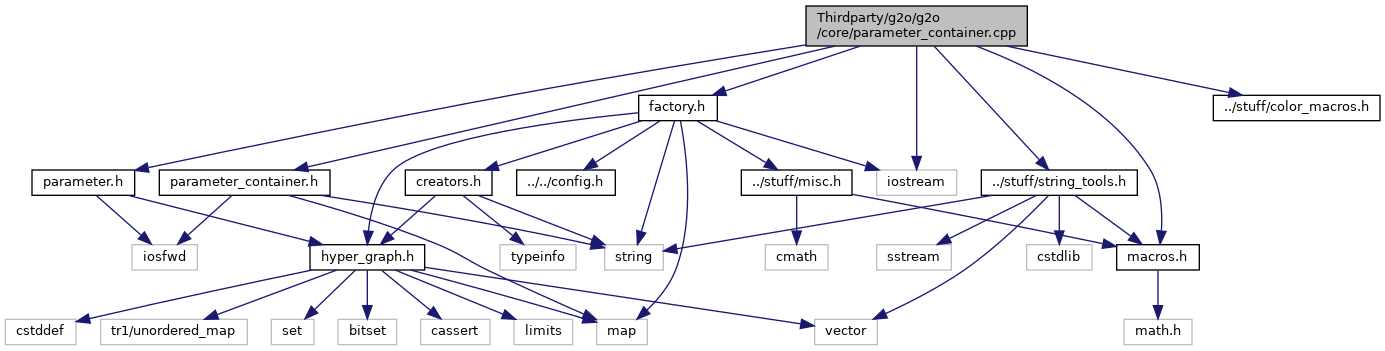 Thirdparty/g2o/g2o
/core/parameter_container.cpp
factory.h
../stuff/color_macros.h
parameter.h
parameter_container.h
creators.h
../../config.h
../stuff/misc.h
iostream
../stuff/string_tools.h
iosfwd
hyper_graph.h
typeinfo
string
cmath
sstream
cstdlib
macros.h
cstddef
tr1/unordered_map
set
bitset
cassert
limits
map
vector
math.h